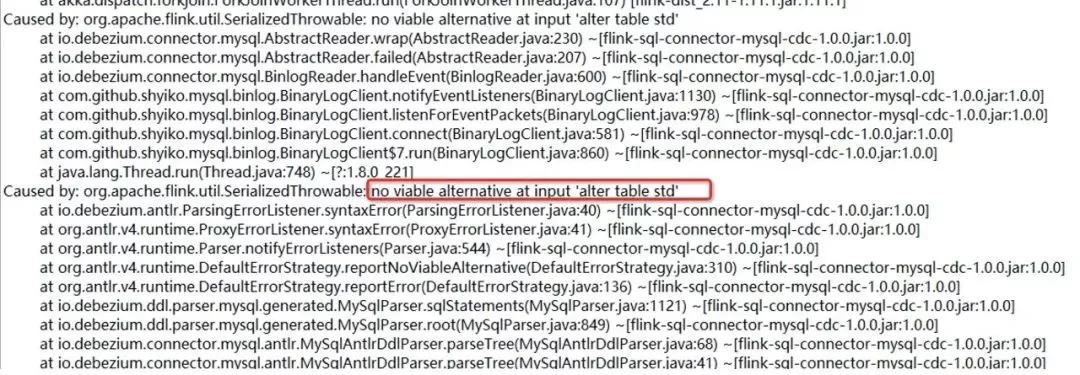 at akka.dispatch.forkjoin.ForkJoinWorkerThread.run(ForkJoinWorkerThread.java:107) [flink-dist_2.11-1.11.1.jar:1.11.1]
Caused by: org.apache.flink.util.SerializedThrowable: no viable alternative at input 'alter table std'
at io.debezium.connector.mysql.AbstractReader.wrap(AbstractReader.java:230) ~[flink-sql-connector-mysql-cdc-1.0.0.jar:1.0.0]
at io.debezium.connector.mysql.AbstractReader.failed(AbstractReader.java:207) ~[flink-sql-connector-mysql-cdc-1.0.0.jar:1.0.0]
at io.debezium.connector.mysql.BinlogReader.handleEvent(BinlogReader.java:600) ~[flink-sql-connector-mysql-cdc-1.0.0.jar:1.0.0]
at com.github.shyiko.mysql.binlog.BinaryLogClient.notifyEventListeners(BinaryLogClient.java:1130) ~[flink-sql-connector-mysql-cdc-1.0.0.jar:1.0.0]
at com.github.shyiko.mysql.binlog.BinaryLogClient.listenForEventPackets(BinaryLogClient.java:978) ~[flink-sql-connector-mysql-cdc-1.0.0.jar:1.0.0]
at com.github.shyiko.mysql.binlog.BinaryLogClient.connect(BinaryLogClient.java:581) ~[flink-sql-connector-mysql-cdc-1.0.0.jar:1.0.0]
at com.github.shyiko.mysql.binlog.BinaryLogClient$7.run(BinaryLogClient.java:860) ~[flink-sql-connector-mysql-cdc-1.0.0.jar:1.0.0]
at java.lang.Thread.run(Thread.java:748) ~[?:1.8.0_221]
Caused by: org.apache.flink.util.SerializedThrowable: no viable alternative at input 'alter table std'
at io.debezium.antlr.ParsingErrorListener.syntaxError(ParsingErrorListener.java:40) ~[flink-sql-connector-mysql-cdc-1.0.0.jar:1.0.0]
at org.antlr.v4.runtime.ProxyErrorListener.syntaxError(ProxyErrorListener.java:41) ~[flink-sql-connector-mysql-cdc-1.0.0.jar:1.0.0]
at org.antlr.v4.runtime.Parser.notifyErrorListeners(Parser.java:544) ~[flink-sql-connector-mysql-cdc-1.0.0.jar:1.0.0]
at org.antlr.v4.runtime.DefaultErrorStrategy.reportNoViableAlternative(DefaultErrorStrategy.java:310) ~[flink-sql-connector-mysql-cdc-1.0.0.jar:1.0.0]
at org.antlr.v4.runtime.DefaultErrorStrategy.reportError(DefaultErrorStrategy.java:136) ~[flink-sql-connector-mysql-cdc-1.0.0.jar:1.0.0]
at io.debezium.ddl.parser.mysql.generated.MySqlParser.sqlStatements(MySqlParser.java:1121) ~[flink-sql-connector-mysql-cdc-1.0.0.jar:1.0.0]
at io.debezium.ddl.parser.mysql.generated.MySqlParser.root(MySqlParser.java:849) ~[flink-sql-connector-mysql-cdc-1.0.0.jar:1.0.0]
at io.debezium.connector.mysql.antlr.MySqlAntlrDdlParser.parseTree(MySqlAntlrDdlParser.java:68) ~[flink-sql-connector-mysql-cdc-1.0.0.jar:1.0.0]
at io.debezium.connector.mysql.antlr.MySqlAntlrDdlParser.parseTree(MySqlAntlrDdlParser.java:41) ~[flink-sql-connector-mysql-cdc-1.0.0.jar:1.0.0]